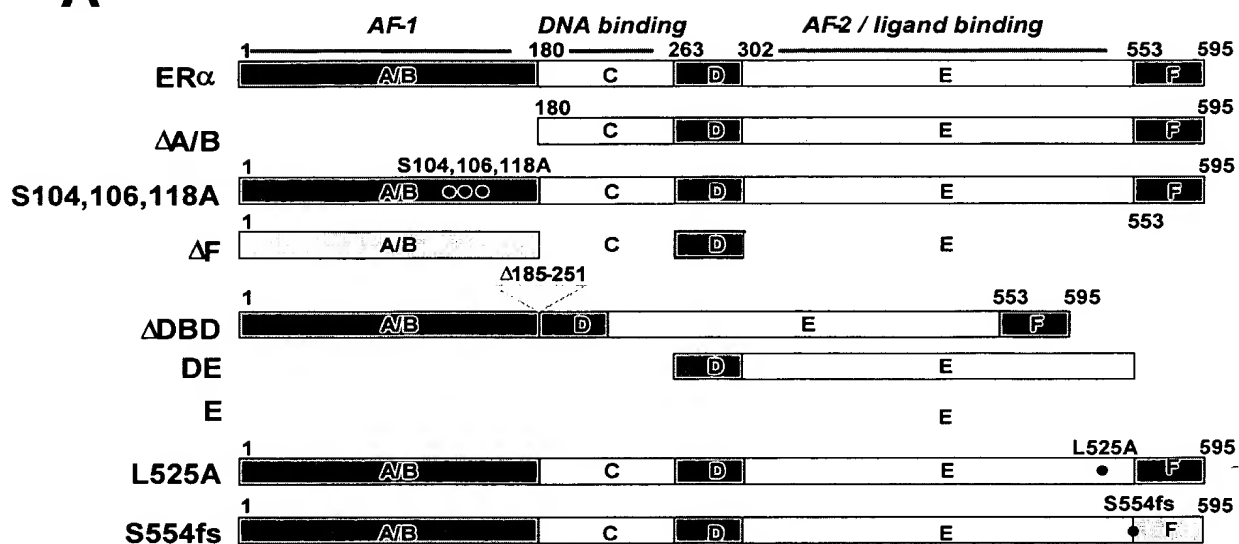 A
AF-1 DNA binding AF-2 / ligand binding
1 180 263 302 553 595
ERα A/B C D E F
180 595
ΔA/B C D E F
1 S104,106,118A 595
S104,106,118A A/B C D E F
1 553
ΔF A/B C D E
Δ185-251
1 553 595
ΔDBD A/B D E F
DE D E
E E
1 L525A 595
L525A A/B C D E F
1 S554fs 595
S554fs A/B C D E F